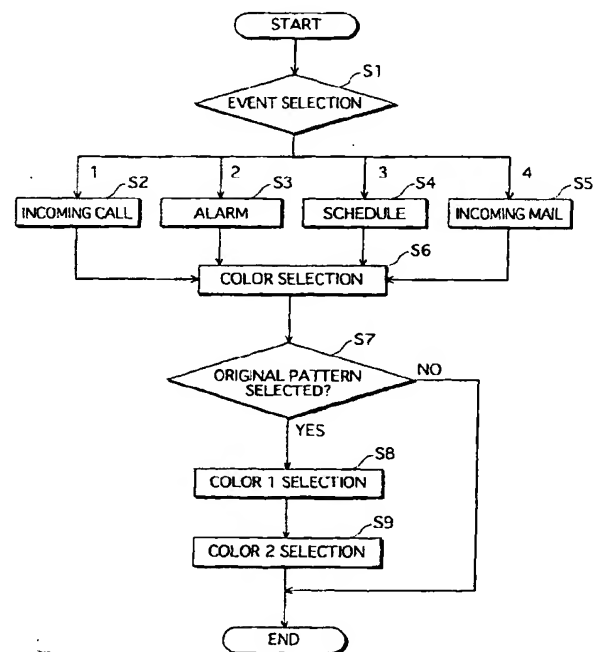 START
S1
EVENT SELECTION
1
2
3
4
S2
S3
S4
S5
INCOMING CALL
ALARM
SCHEDULE
INCOMING MAIL
S6
COLOR SELECTION
S7
ORIGINAL PATTERN
SELECTED?
NO
YES
S8
COLOR 1 SELECTION
S9
COLOR 2 SELECTION
END